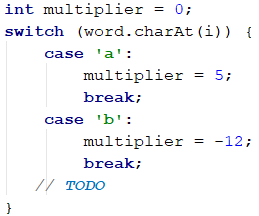 int multiplier = 0;
switch (word.charAt(i)) {
    case 'a':
        multiplier = 5;
        break;
    case 'b':
        multiplier = -12;
        break;
    // TODO
}